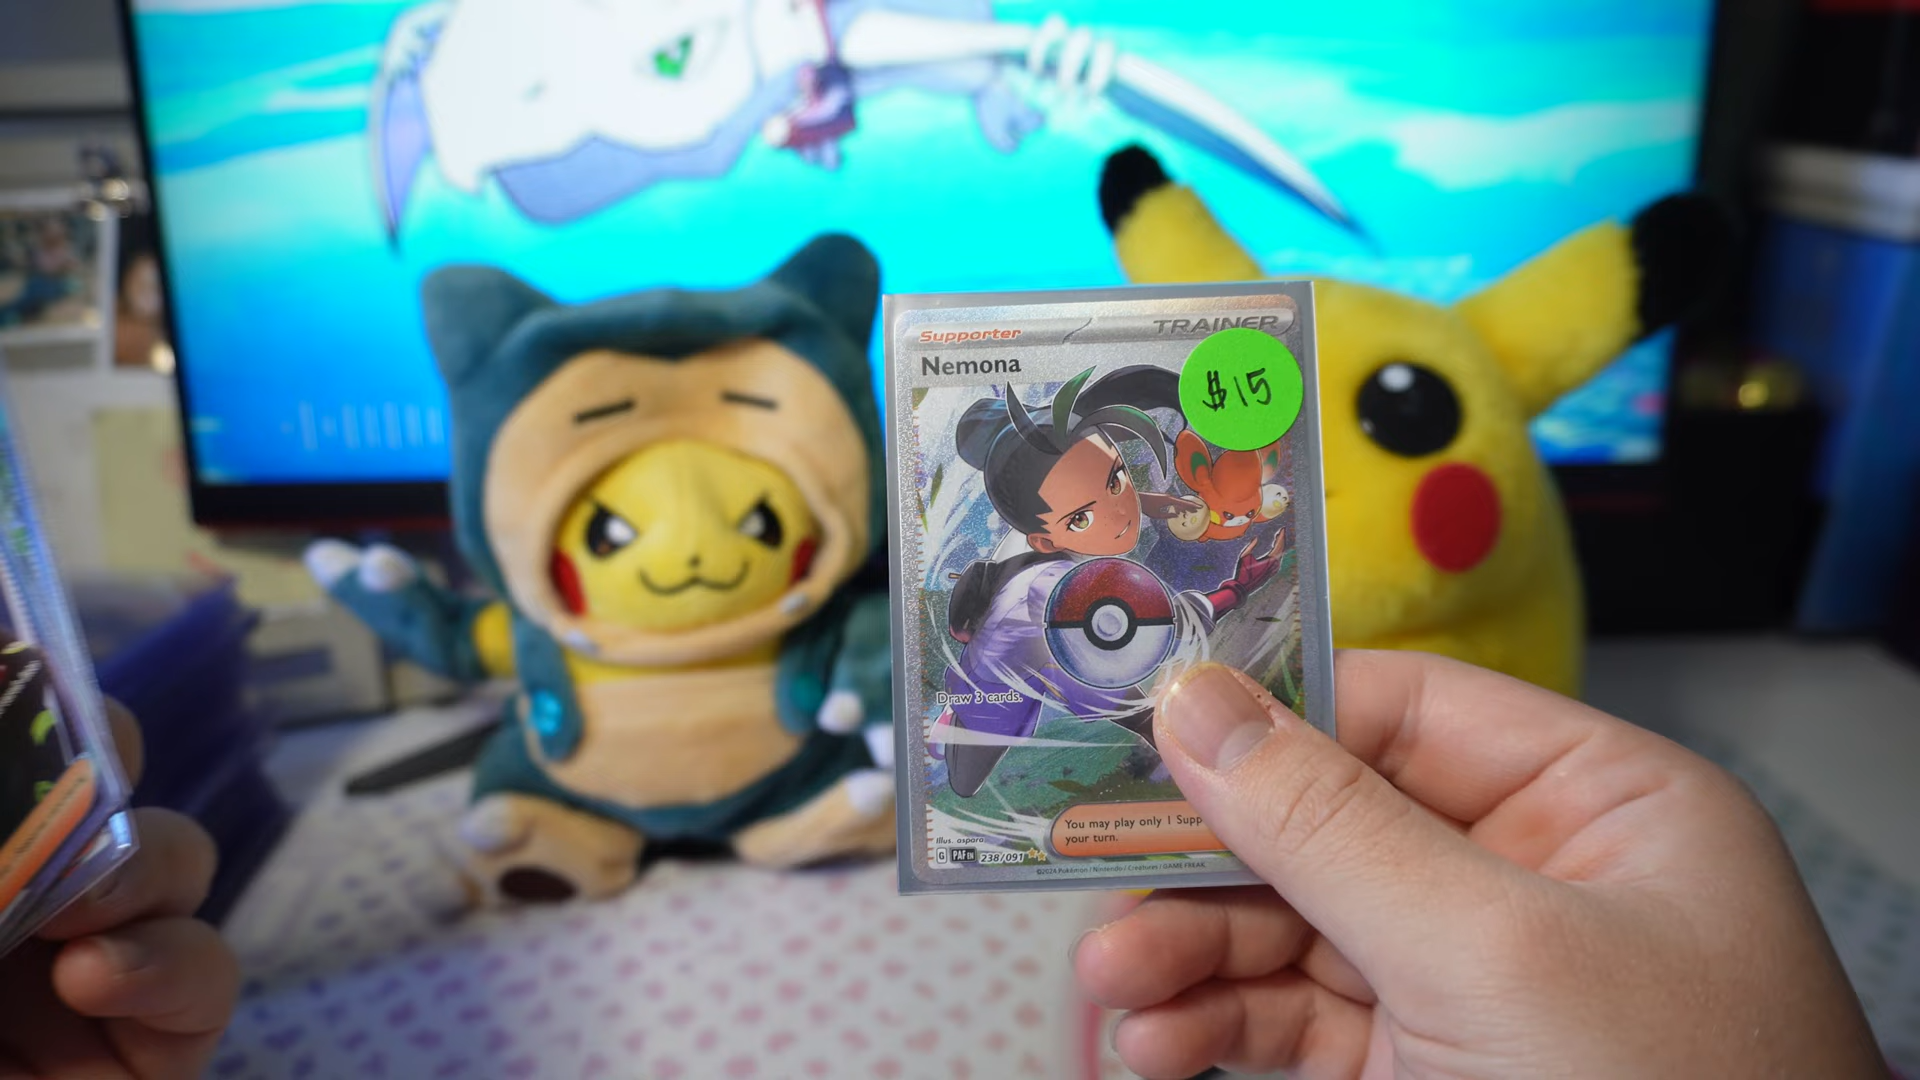 Supporter
TRAINER
Nemona
$15
Draw 3 cards.
You may play only 1 Supp
your turn.
Illus. aspara
G PAF EN 238/091
©2024 Pokémon / Nintendo / Creatures / GAME FREAK